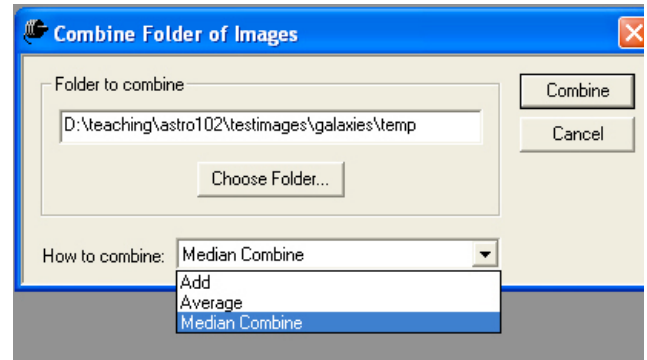 Combine Folder of Images
Folder to combine
D:\teaching\astro102\testimages\galaxies\temp
Choose Folder...
Combine
Cancel
How to combine: Median Combine
Add
Average
Median Combine